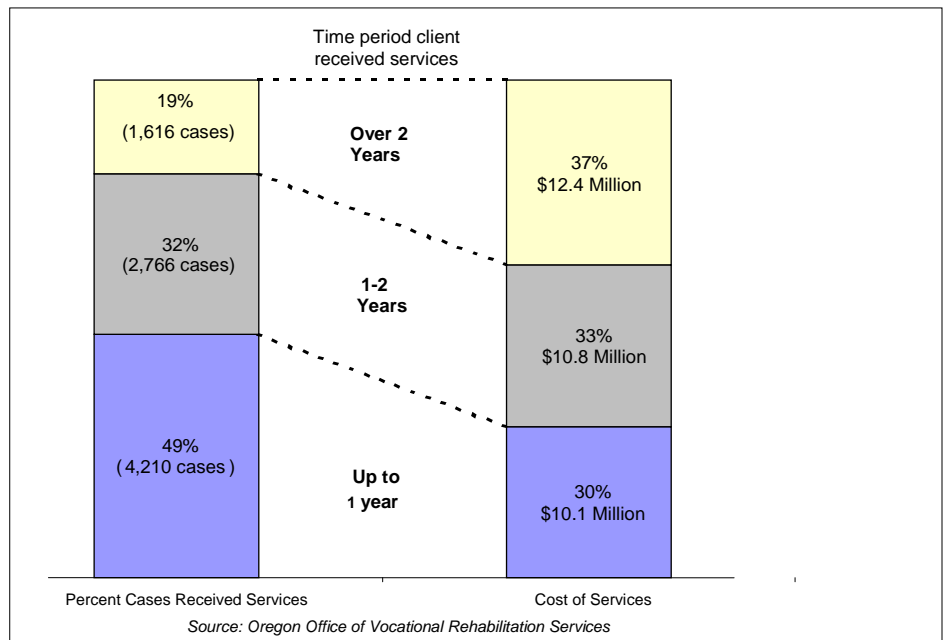 Time period client
received services
19%
(1,616 cases)
Over 2
Years
37%
$12.4 Million
32%
(2,766 cases)
1-2
Years
33%
$10.8 Million
49%
(4,210 cases)
Up to
1 year
30%
$10.1 Million
Percent Cases Received Services
Cost of Services
Source: Oregon Office of Vocational Rehabilitation Services